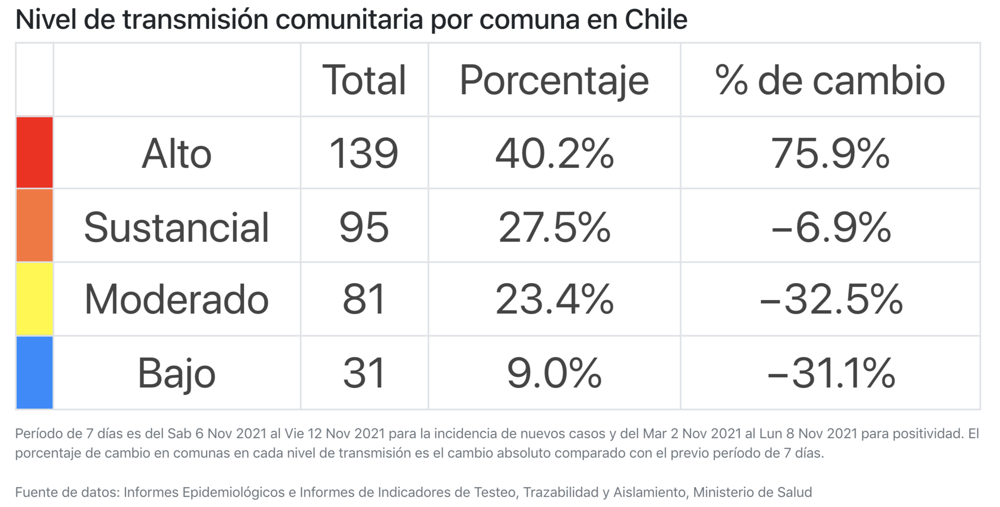 Nivel de transmisión comunitaria por comuna en Chile
Total Porcentaje % de cambio
Alto 139 40.2% 75.9%
Sustancial 95 27.5% −6.9%
Moderado 81 23.4% −32.5%
Bajo 31 9.0% −31.1%
Período de 7 días es del Sab 6 Nov 2021 al Vie 12 Nov 2021 para la incidencia de nuevos casos y del Mar 2 Nov 2021 al Lun 8 Nov 2021 para positividad. El
porcentaje de cambio en comunas en cada nivel de transmisión es el cambio absoluto comparado con el previo período de 7 días.
Fuente de datos: Informes Epidemiológicos e Informes de Indicadores de Testeo, Trazabilidad y Aislamiento, Ministerio de Salud